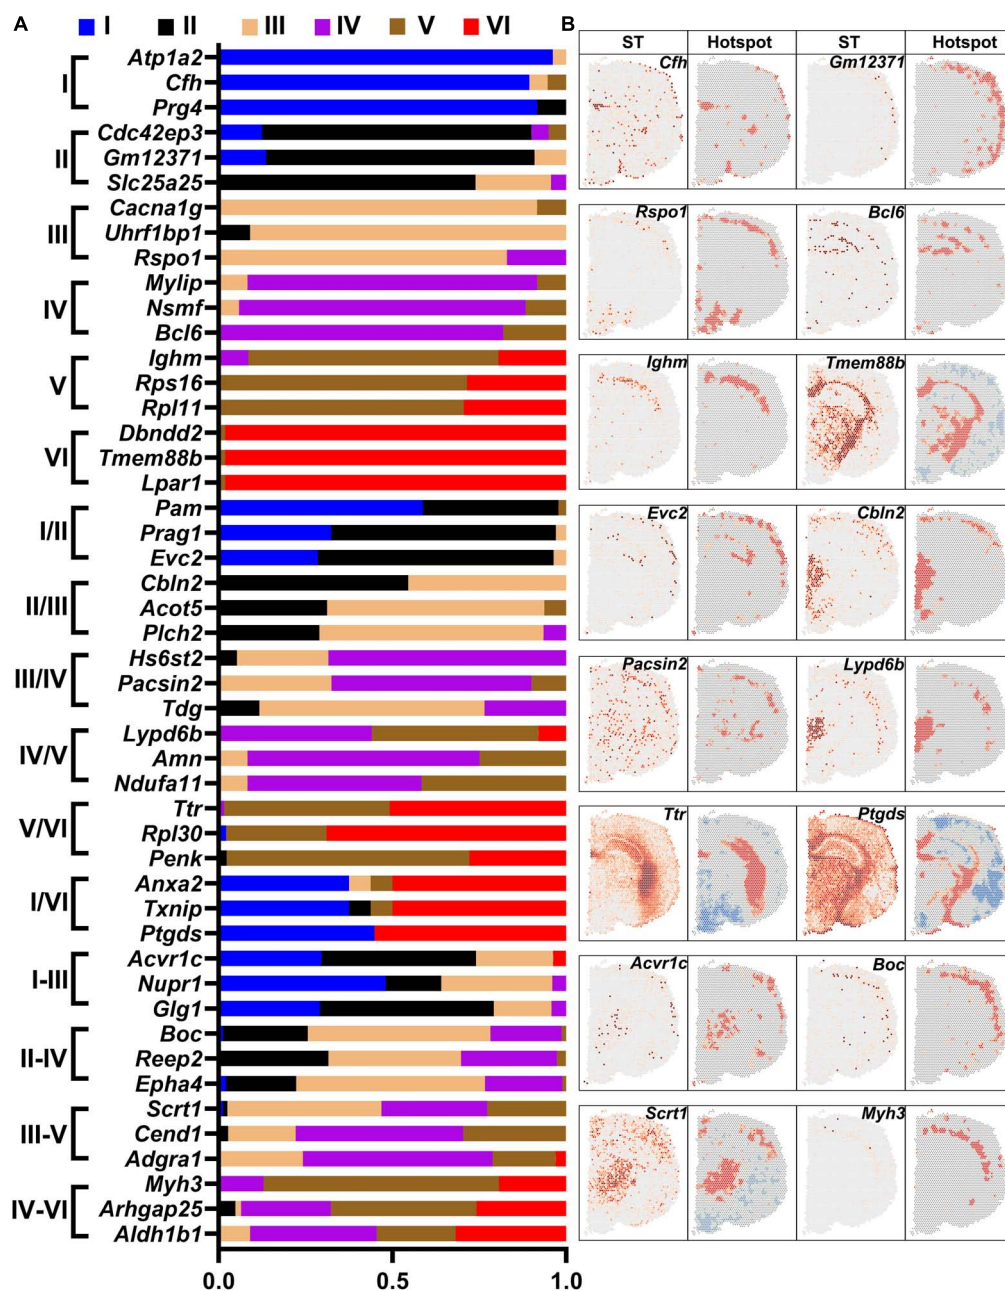 A
I II III IV V VI
I
Atp1a2
Cfh
Prg4
II
Cdc42ep3
Gm12371
Slc25a25
III
Cacna1g
Uhrf1bp1
Rspo1
IV
Mylip
Nsmf
Bcl6
V
Ighm
Rps16
Rpl11
VI
Dbndd2
Tmem88b
Lpar1
I/II
Pam
Prag1
Evc2
II/III
Cbln2
Acot5
Plch2
III/IV
Hs6st2
Pacsin2
Tdg
IV/V
Lypd6b
Amn
Ndufa11
V/VI
Ttr
Rpl30
Penk
I/VI
Anxa2
Txnip
Ptgds
I-III
Acvr1c
Nupr1
Glg1
II-IV
Boc
Reep2
Epha4
III-V
Scrt1
Cend1
Adgra1
IV-VI
Myh3
Arhgap25
Aldh1b1
0.0 0.5 1.0
B
ST Hotspot ST Hotspot
Cfh Gm12371
Rspo1 Bcl6
Ighm Tmem88b
Evc2 Cbln2
Pacsin2 Lypd6b
Ttr Ptgds
Acvr1c Boc
Scrt1 Myh3